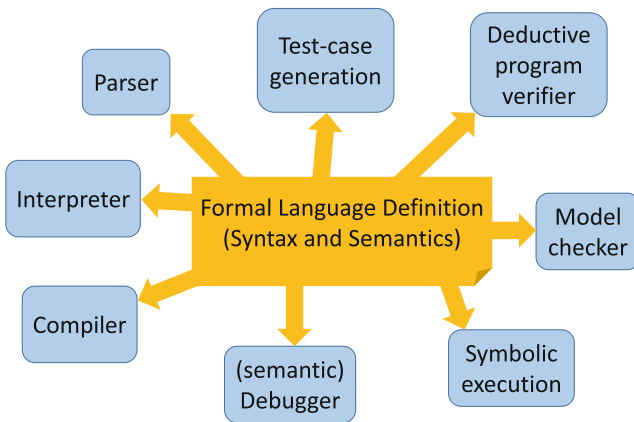 Test-case
generation
Deductive
program
verifier
Parser
Interpreter
Formal Language Definition
(Syntax and Semantics)
Model
checker
Compiler
(semantic)
Debugger
Symbolic
execution